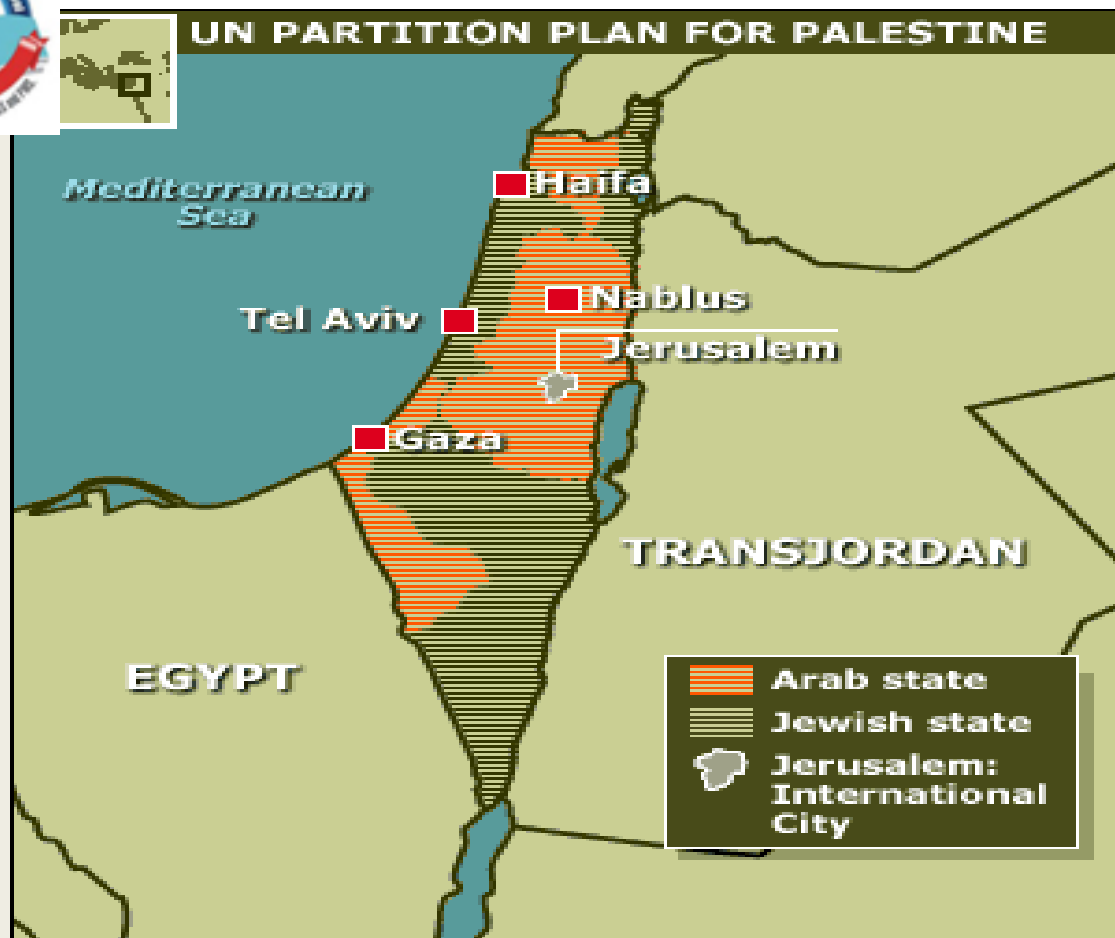 UN PARTITION PLAN FOR PALESTINE
Mediterranean
Sea
Haifa
Nablus
Tel Aviv
Jerusalem
Gaza
TRANSJORDAN
EGYPT
Arab state
Jewish state
Jerusalem:
International
City